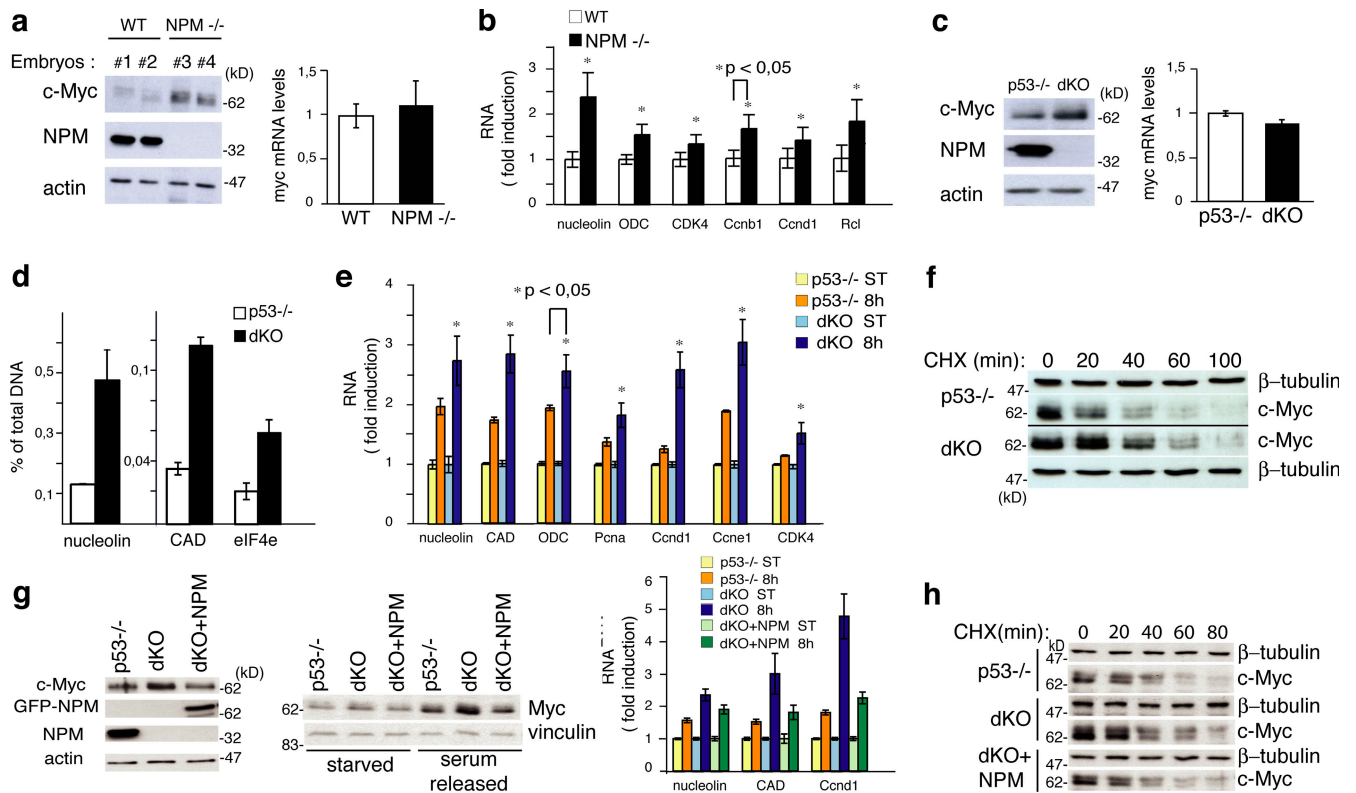 a
WT NPM -/-
Embryos : #1 #2 #3 #4 (kD)
c-Myc -62
NPM -32
actin -47
myc mRNA levels
1,5
1
0,5
0
WT NPM -/-
b
WT
NPM -/-
RNA
( fold induction)
3
2
1
0
*p < 0,05
* * * * * *
nucleolin ODC CDK4 Ccnb1 Ccnd1 Rcl
c
p53-/- dKO (kD)
c-Myc -62
NPM -32
actin -47
myc mRNA levels
1,5
1
0,5
0
p53-/- dKO
d
p53-/-
dKO
% of total DNA
0,5
0,3
0,1
0,1
0,04
nucleolin CAD eIF4e
e
p53-/- ST
p53-/- 8h
dKO ST
dKO 8h
RNA
( fold induction)
4
3
2
1
0
*p < 0,05
* * * * * * *
nucleolin CAD ODC Pcna Ccnd1 Ccne1 CDK4
f
CHX (min): 0 20 40 60 100
p53-/- 47- β–tubulin
62- c-Myc
dKO 62- c-Myc
47- β–tubulin
(kD)
g
p53-/- dKO dKO+NPM
(kD)
c-Myc -62
GFP-NPM -62
NPM -32
actin -47
p53-/- dKO dKO+NPM p53-/- dKO dKO+NPM
62- Myc
vinculin
83-
starved serum
released
p53-/- ST
p53-/- 8h
dKO ST
dKO 8h
dKO+NPM ST
dKO+NPM 8h
RNA
( fold induction)
6
5
4
3
2
1
0
nucleolin CAD Ccnd1
h
CHX(min): 0 20 40 60 80
kD
p53-/- 47- β–tubulin
62- c-Myc
dKO 47- β–tubulin
62- c-Myc
dKO+ 47- β–tubulin
NPM 62- c-Myc